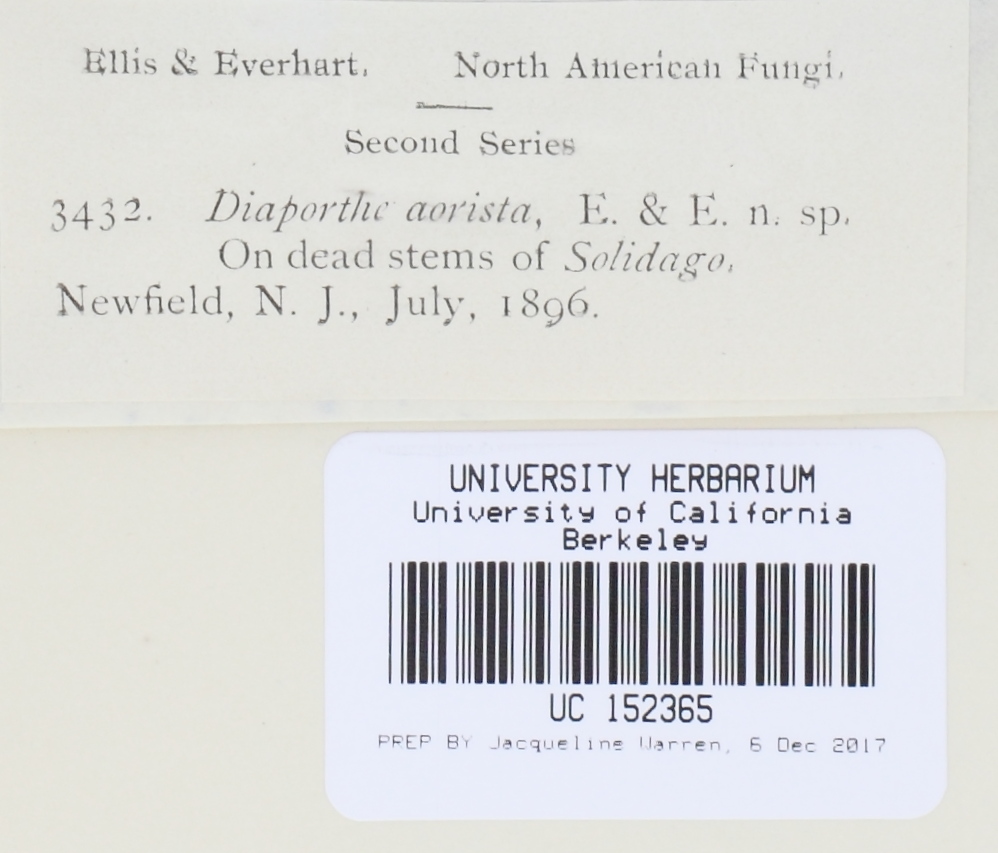 Ellis & Everhart. North American Fungi.
Second Series
3432. Diaporthe aorista, E. & E. n. sp.
On dead stems of Solidago.
Newfield, N. J., July, 1896.
UNIVERSITY HERBARIUM
University of California
Berkeley
UC 152365
PREP BY Jacqueline Warren, 6 Dec 2017